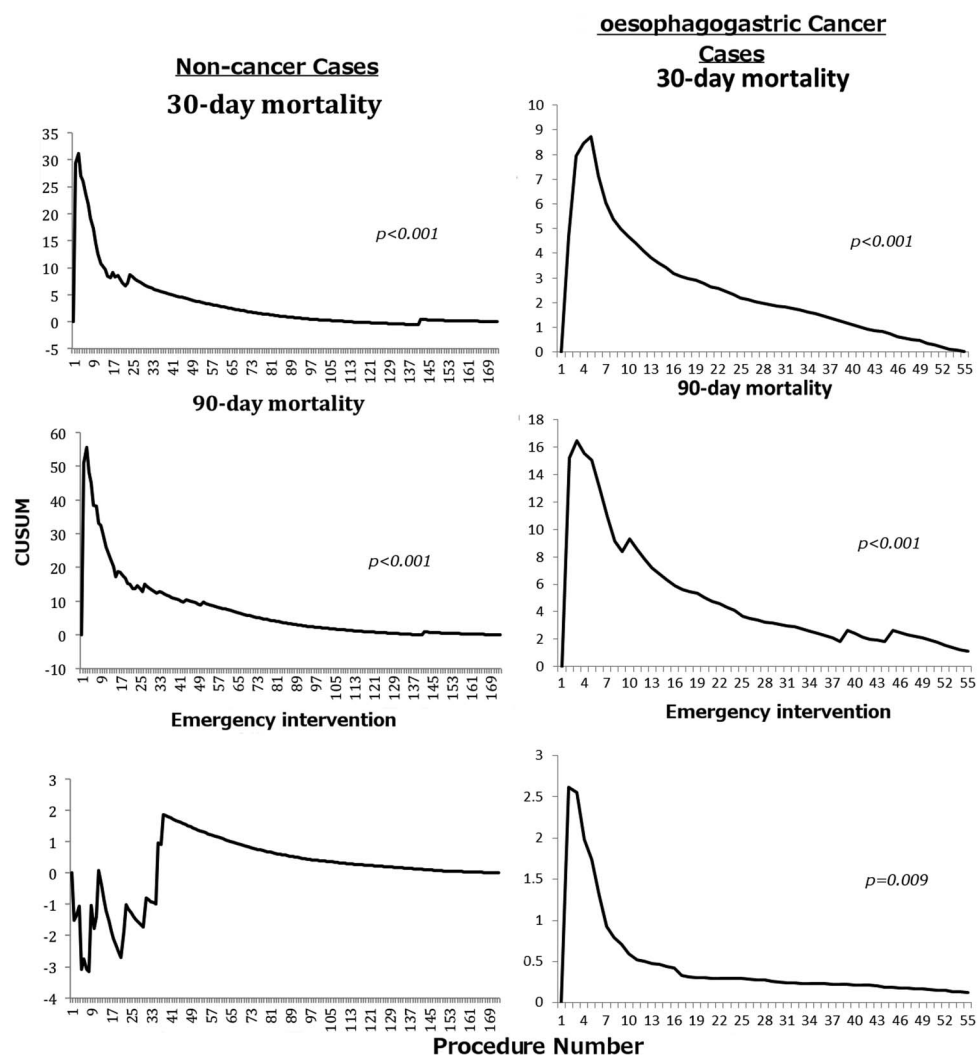 Non-cancer Cases
30-day mortality
35
30
25
20
15
10
5
0
-5
p<0.001
1 9 17 25 33 41 49 57 65 73 81 89 97 105 113 121 129 137 145 153 161 169
oesophagogastric Cancer
Cases
30-day mortality
10
9
8
7
6
5
4
3
2
1
0
p<0.001
1 4 7 10 13 16 19 22 25 28 31 34 37 40 43 46 49 52 55
90-day mortality
60
50
40
30
20
10
0
-10
CUSUM
p<0.001
1 9 17 25 33 41 49 57 65 73 81 89 97 105 113 121 129 137 145 153 161 169
90-day mortality
18
16
14
12
10
8
6
4
2
0
p<0.001
1 4 7 10 13 16 19 22 25 28 31 34 37 40 43 46 49 52 55
Emergency intervention
3
2
1
0
-1
-2
-3
-4
1 9 17 25 33 41 49 57 65 73 81 89 97 105 113 121 129 137 145 153 161 169
Emergency intervention
3
2.5
2
1.5
1
0.5
0
p=0.009
1 4 7 10 13 16 19 22 25 28 31 34 37 40 43 46 49 52 55
Procedure Number